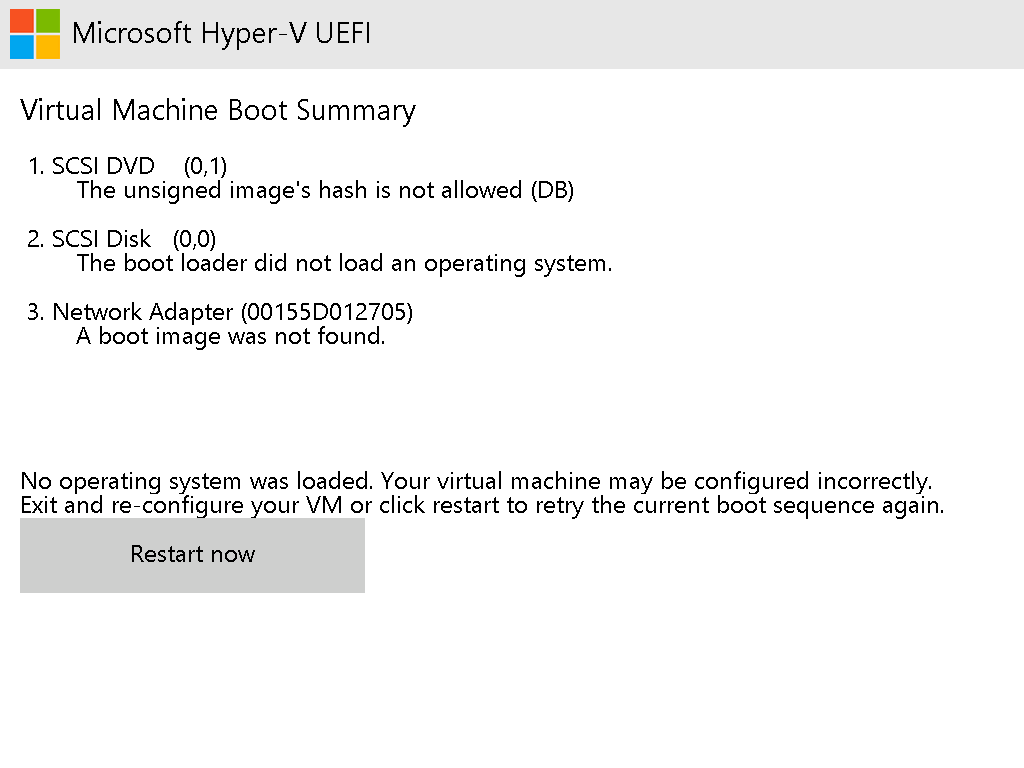 Microsoft Hyper-V UEFI
Virtual Machine Boot Summary
1. SCSI DVD (0,1)
The unsigned image's hash is not allowed (DB)
2. SCSI Disk (0,0)
The boot loader did not load an operating system.
3. Network Adapter (00155D012705)
A boot image was not found.
No operating system was loaded. Your virtual machine may be configured incorrectly.
Exit and re-configure your VM or click restart to retry the current boot sequence again.
Restart now